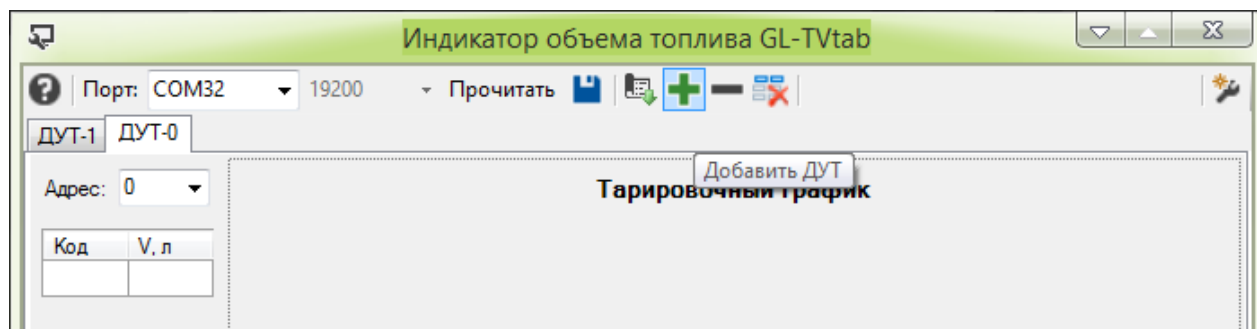 Индикатор объема топлива GL-TVtab
Порт: COM32 19200 Прочитать
ДУТ-1 ДУТ-0
Добавить ДУТ
Адрес: 0
Тарировочный график
Код V, л